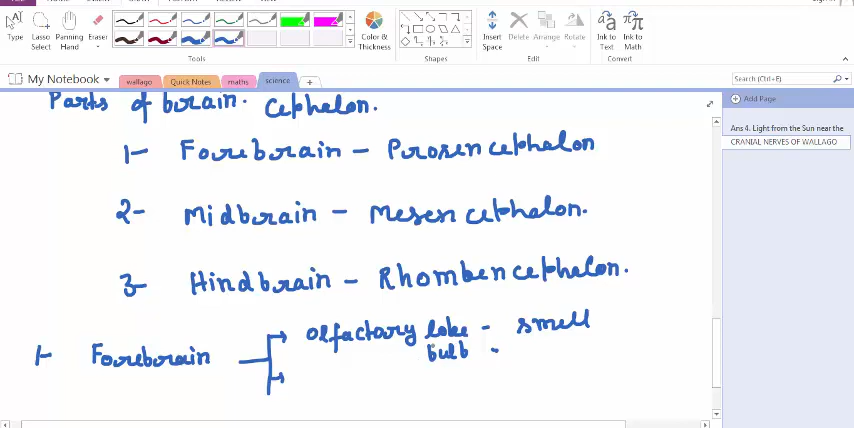 Type
Lasso Select
Panning Hand
Eraser
Tools
Color & Thickness
Shapes
Insert Space
Delete
Arrange
Rotate
Edit
Ink to Text
Ink to Math
Convert
My Notebook
wallago
Quick Notes
maths
science
Search (Ctrl+E)
Add Page
Ans 4. Light from the Sun near the
CRANIAL NERVES OF WALLAGO
Parts of brain. cephalon.
1- Forebrain - Prosencephalon
2- Midbrain - Mesencephalon.
3- Hindbrain - Rhombencephalon.
1- Forebrain olfactory lobe - smell
bulb -